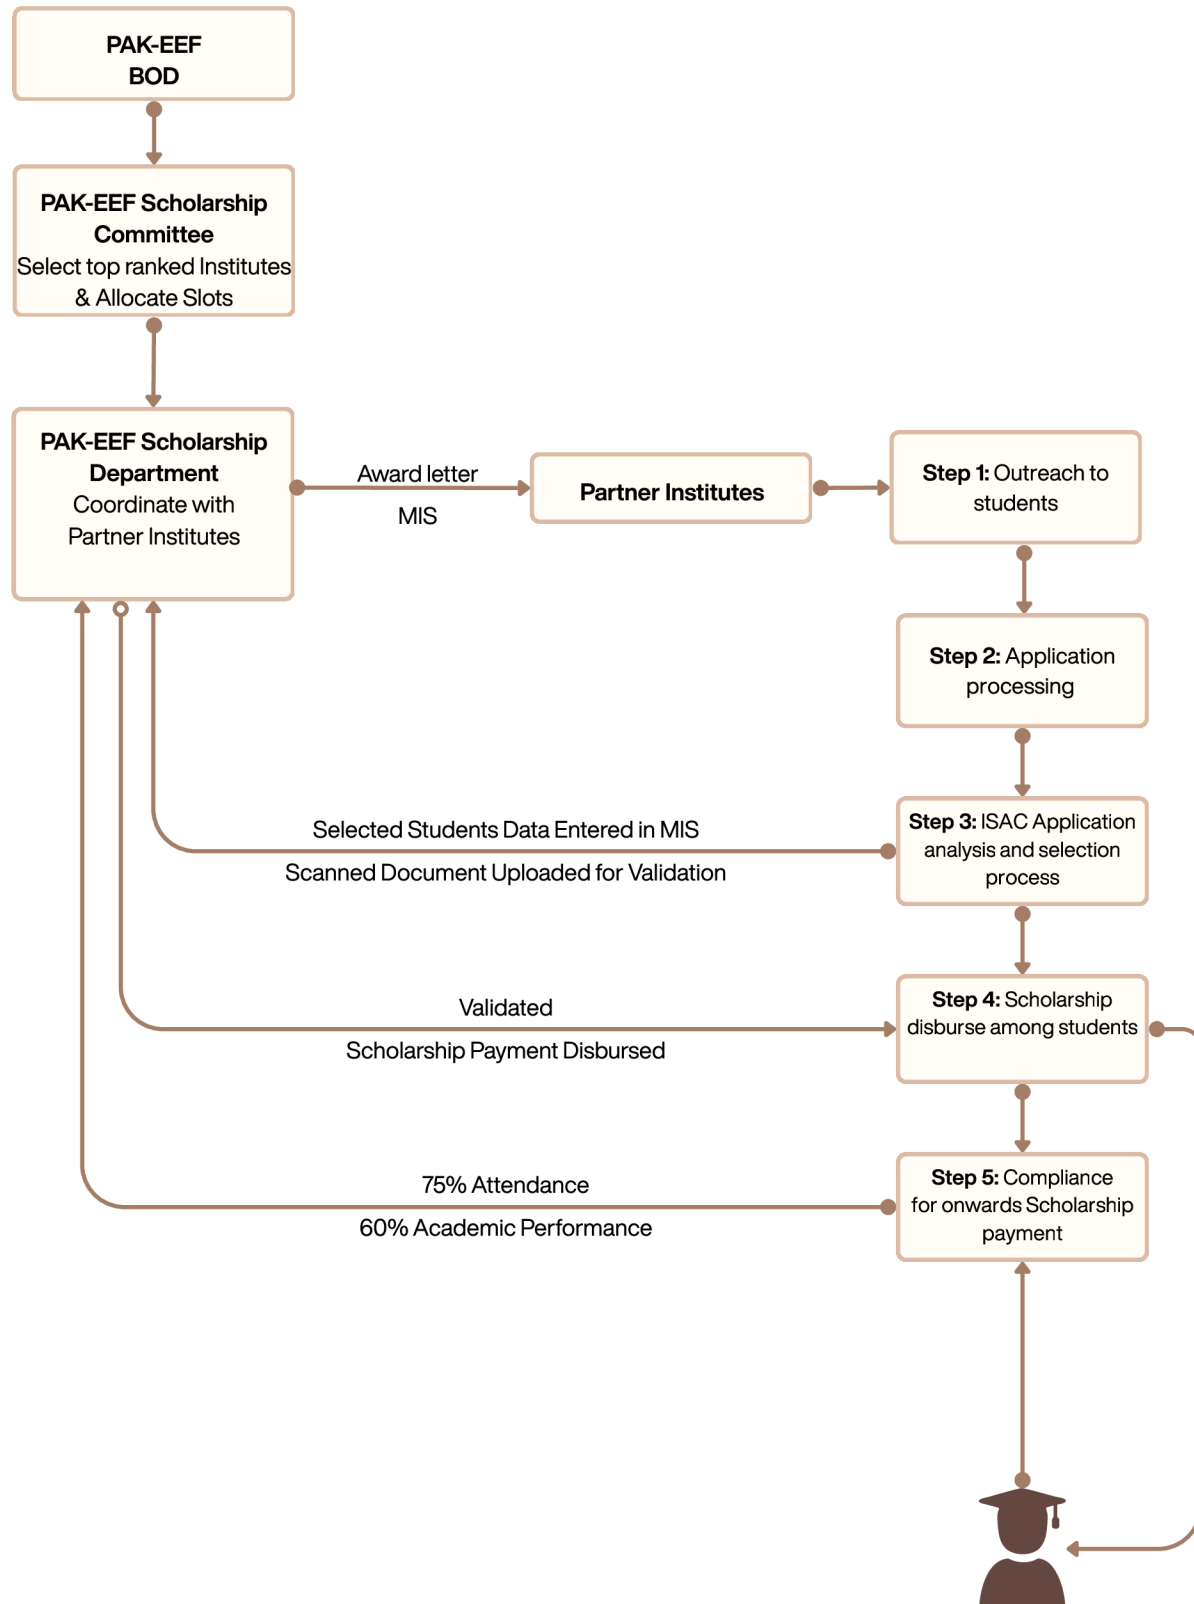 PAK-EEF
BOD
PAK-EEF Scholarship
Committee
Select top ranked Institutes
& Allocate Slots
PAK-EEF Scholarship
Department
Coordinate with
Partner Institutes
Award letter
MIS
Partner Institutes
Step 1: Outreach to
students
Step 2: Application
processing
Step 3: ISAC Application
analysis and selection
process
Selected Students Data Entered in MIS
Scanned Document Uploaded for Validation
Step 4: Scholarship
disburse among students
Validated
Scholarship Payment Disbursed
Step 5: Compliance
for onwards Scholarship
payment
75% Attendance
60% Academic Performance